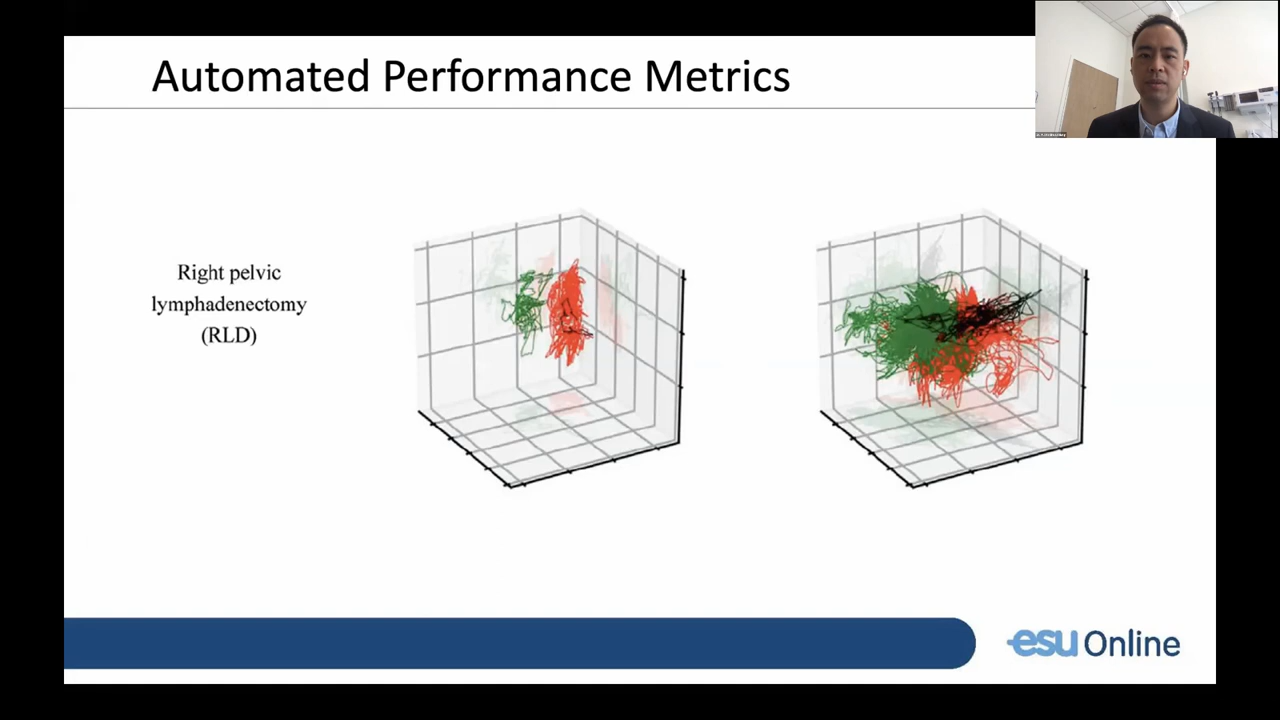 Automated Performance Metrics
Right pelvic
lymphadenectomy
(RLD)
esu Online